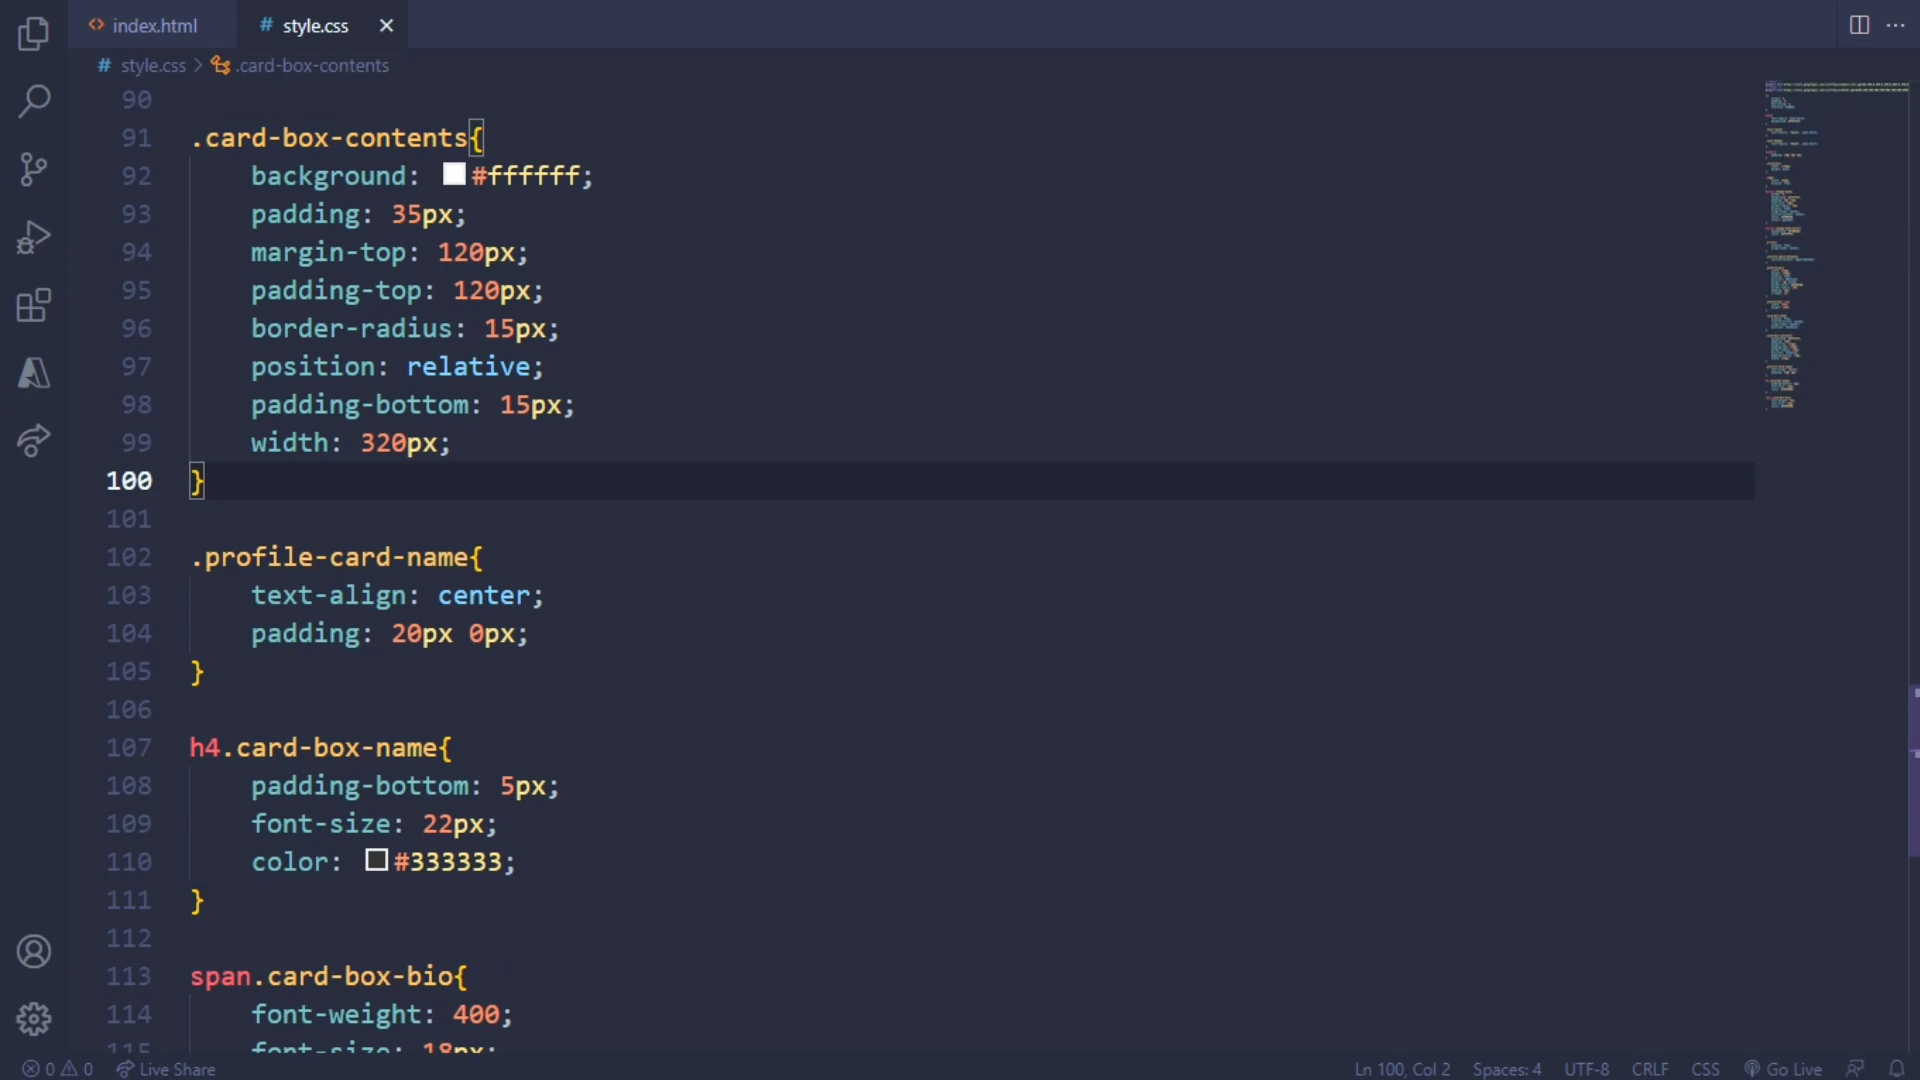 index.html
# style.css
# style.css > .card-box-contents
90
91 .card-box-contents{
92 background: #ffffff;
93 padding: 35px;
94 margin-top: 120px;
95 padding-top: 120px;
96 border-radius: 15px;
97 position: relative;
98 padding-bottom: 15px;
99 width: 320px;
100 }
101
102 .profile-card-name{
103 text-align: center;
104 padding: 20px 0px;
105 }
106
107 h4.card-box-name{
108 padding-bottom: 5px;
109 font-size: 22px;
110 color: #333333;
111 }
112
113 span.card-box-bio{
114 font-weight: 400;
115 font-size: 18px;
0 0 Live Share Ln 100, Col 2 Spaces: 4 UTF-8 CRLF CSS Go Live